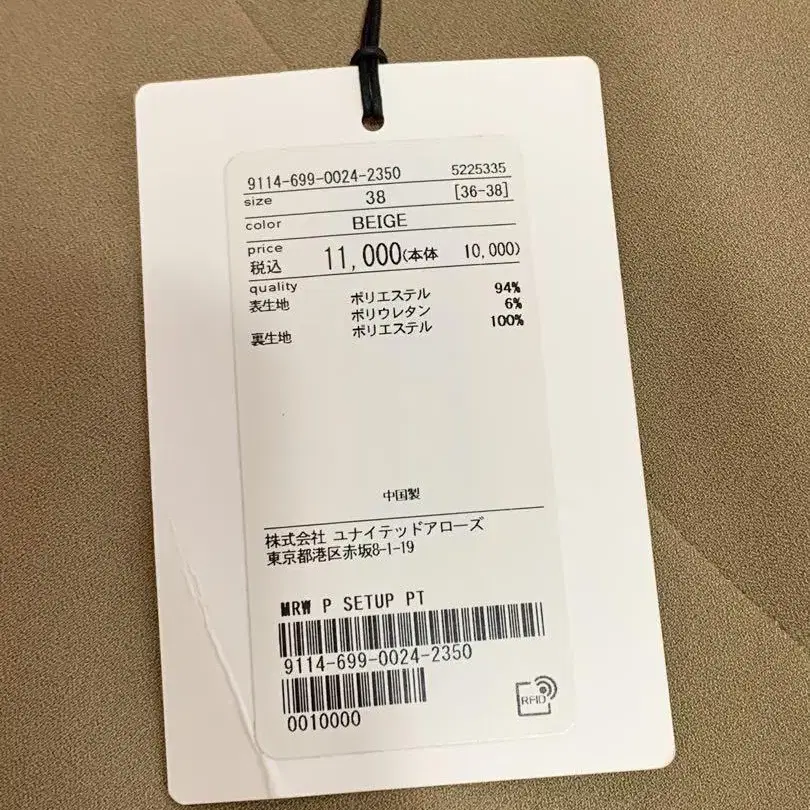 9114-699-0024-2350 5225335
size 38 [36-38]
color BEIGE
price
税込 11,000(本体 10,000)
quality
表生地 ポリエステル 94%
ポリウレタン 6%
裏生地 ポリエステル 100%
中国製
株式会社 ユナイテッドアローズ
東京都港区赤坂8-1-19
MRW P SETUP PT
9114-699-0024-2350
0010000
RFID